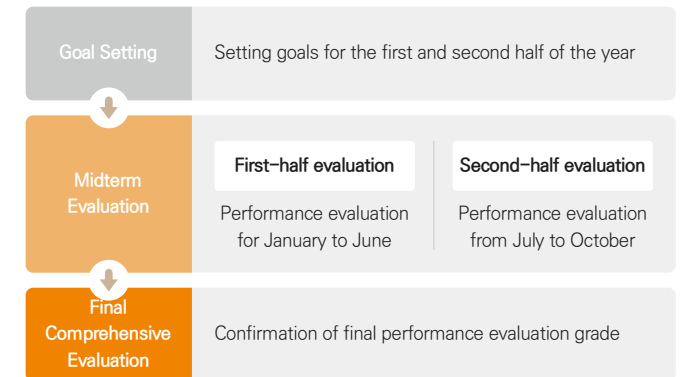 Goal Setting
Setting goals for the first and second half of the year
Midterm
Evaluation
First-half evaluation
Performance evaluation
for January to June
Second-half evaluation
Performance evaluation
from July to October
Final
Comprehensive
Evaluation
Confirmation of final performance evaluation grade